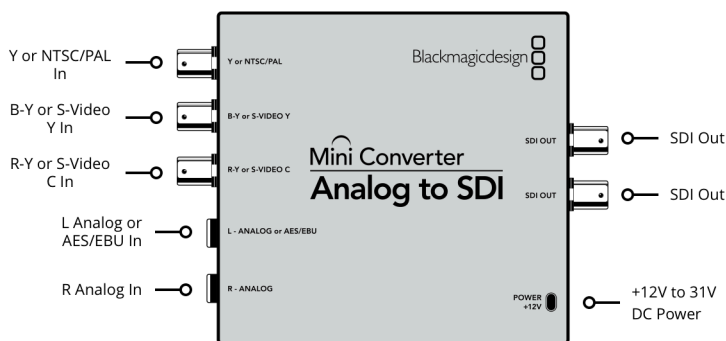 Y or NTSC/PAL
In
B-Y or S-Video
Y In
R-Y or S-Video
C In
L Analog or
AES/EBU In
R Analog In
Y or NTSC/PAL
B-Y or S-VIDEO Y
R-Y or S-VIDEO C
L - ANALOG or AES/EBU
R - ANALOG
Blackmagicdesign
Mini Converter
Analog to SDI
SDI OUT
SDI OUT
POWER
+12V
SDI Out
SDI Out
+12V to 31V
DC Power